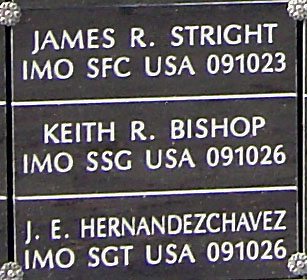 JAMES R. STRIGHT
IMO SFC USA 091023
KEITH R. BISHOP
IMO SSG USA 091026
J. E. HERNANDEZCHAVEZ
IMO SGT USA 091026